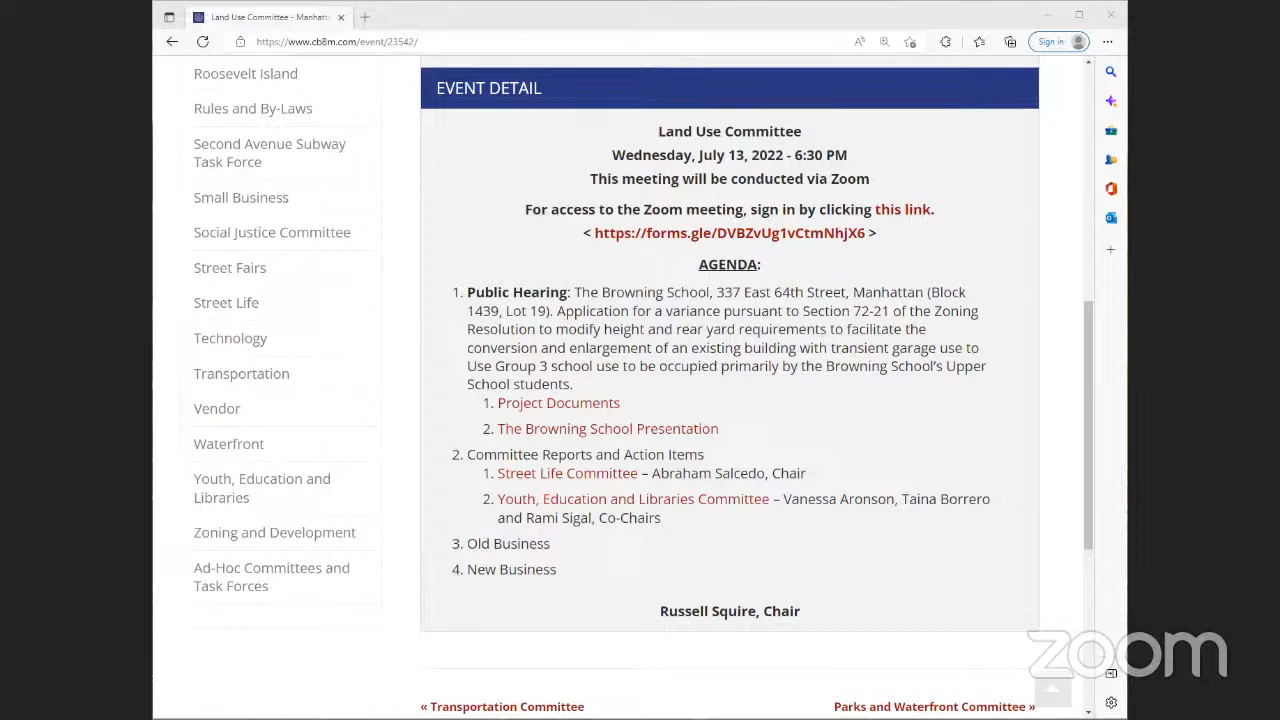 Land Use Committee – Manhatta
https://www.cb8m.com/event/23542/
Sign in
Roosevelt Island
Rules and By-Laws
Second Avenue Subway
Task Force
Small Business
Social Justice Committee
Street Fairs
Street Life
Technology
Transportation
Vendor
Waterfront
Youth, Education and
Libraries
Zoning and Development
Ad-Hoc Committees and
Task Forces
EVENT DETAIL
Land Use Committee
Wednesday, July 13, 2022 - 6:30 PM
This meeting will be conducted via Zoom
For access to the Zoom meeting, sign in by clicking this link.
< https://forms.gle/DVBZvUg1vCtmNhjX6 >
AGENDA:
1. Public Hearing: The Browning School, 337 East 64th Street, Manhattan (Block
1439, Lot 19). Application for a variance pursuant to Section 72-21 of the Zoning
Resolution to modify height and rear yard requirements to facilitate the
conversion and enlargement of an existing building with transient garage use to
Use Group 3 school use to be occupied primarily by the Browning School's Upper
School students.
1. Project Documents
2. The Browning School Presentation
2. Committee Reports and Action Items
1. Street Life Committee – Abraham Salcedo, Chair
2. Youth, Education and Libraries Committee – Vanessa Aronson, Taina Borrero
and Rami Sigal, Co-Chairs
3. Old Business
4. New Business
Russell Squire, Chair
« Transportation Committee
Parks and Waterfront Committee »
zoom